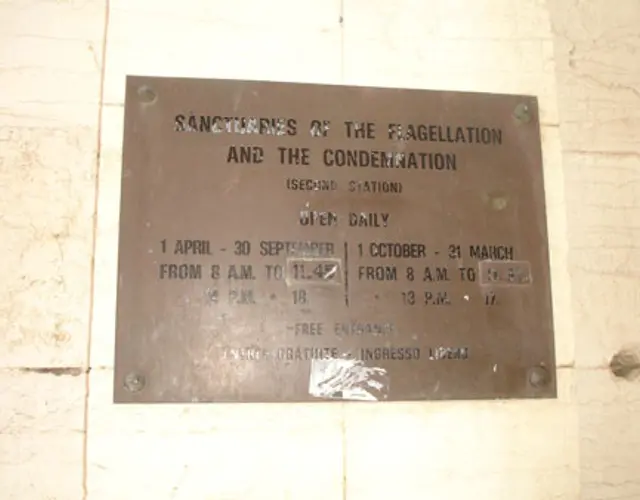 SANCTUARIES OF THE FLAGELLATION
AND THE CONDEMNATION
(SECOND STATION)
OPEN DAILY
1 APRIL - 30 SEPTEMBER | 1 OCTOBER - 31 MARCH
FROM 8 A.M. TO 11.45 | FROM 8 A.M. TO
P.M. - 18. | - 13 P.M. - 17.
-FREE ENTRANCE
GRATUITE - INGRESSO LIBERO